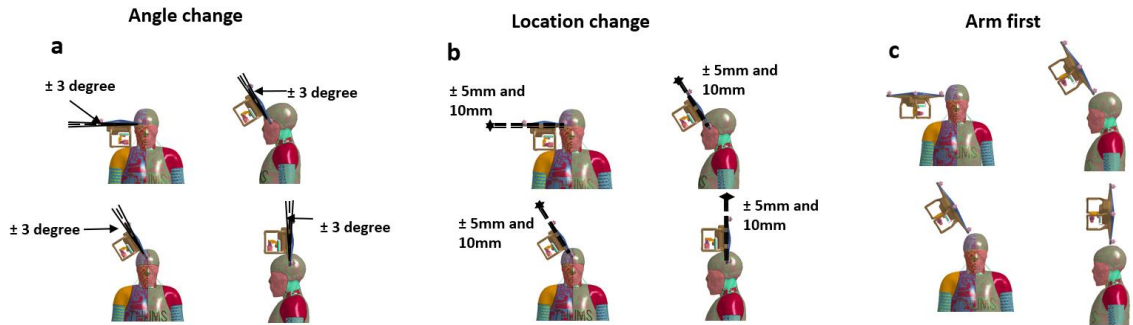 Angle change
Location change
Arm first
a
b
c
± 3 degree
± 3 degree
± 5mm and
10mm
± 5mm and
10mm
± 3 degree
± 3 degree
± 5mm and
10mm
± 5mm and
10mm